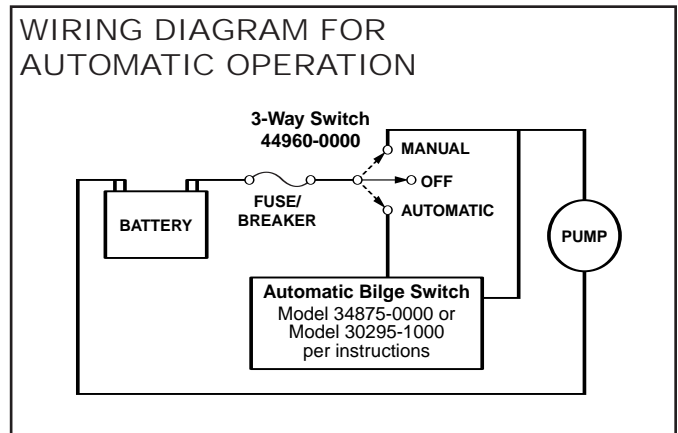 WIRING DIAGRAM FOR
AUTOMATIC OPERATION
3-Way Switch
44960-0000
MANUAL
OFF
AUTOMATIC
FUSE/
BREAKER
BATTERY
PUMP
Automatic Bilge Switch
Model 34875-0000 or
Model 30295-1000
per instructions